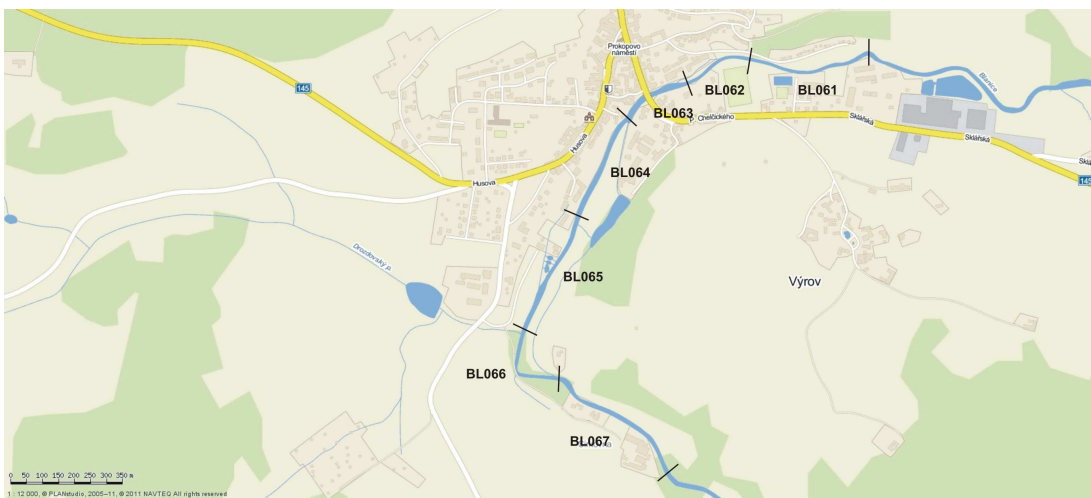 Prokopovo
náměstí
145
BL062
BL061
Blanice
BL063
P. Chelčického
Sklářská
Sklářská
Husova
BL064
145
Husova
Drozdovský p.
BL065
Výrov
BL066
BL067
0 50 100 150 200 250 300 350 m
1 : 12 000, © PLANstudio, 2005–11, © 2011 NAVTEQ All rights reserved